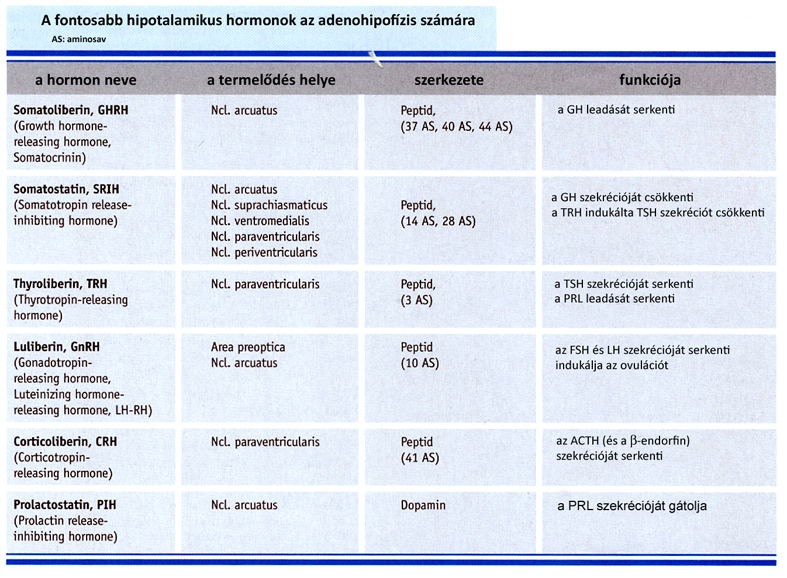 A fontosabb hipotalamikus hormonok az adenohipofízis számára
AS: aminosav
a hormon neve
a termelődés helye
szerkezete
funkciója
Somatoliberin, GHRH
(Growth hormone-
releasing hormone,
Somatocrinin)
Ncl. arcuatus
Peptid,
(37 AS, 40 AS, 44 AS)
a GH leadását serkenti
Somatostatin, SRIH
(Somatotropin release-
inhibiting hormone)
Ncl. arcuatus
Ncl. suprachiasmaticus
Ncl. ventromedialis
Ncl. paraventricularis
Ncl. periventricularis
Peptid,
(14 AS, 28 AS)
a GH szekrécióját csökkenti
a TRH indukálta TSH szekréciót csökkenti
Thyroliberin, TRH
(Thyrotropin-releasing
hormone)
Ncl. paraventricularis
Peptid,
(3 AS)
a TSH szekrécióját serkenti
a PRL leadását serkenti
Luliberin, GnRH
(Gonadotropin-
releasing hormone,
Luteinizing hormone-
releasing hormone, LH-RH)
Area preoptica
Ncl. arcuatus
Peptid
(10 AS)
az FSH és LH szekrécióját serkenti
indukálja az ovulációt
Corticoliberin, CRH
(Corticotropin-
releasing hormone)
Ncl. paraventricularis
Peptid
(41 AS)
az ACTH (és a β-endorfin)
szekrécióját serkenti
Prolactostatin, PIH
(Prolactin release-
inhibiting hormone)
Ncl. arcuatus
Dopamin
a PRL szekrécióját gátolja